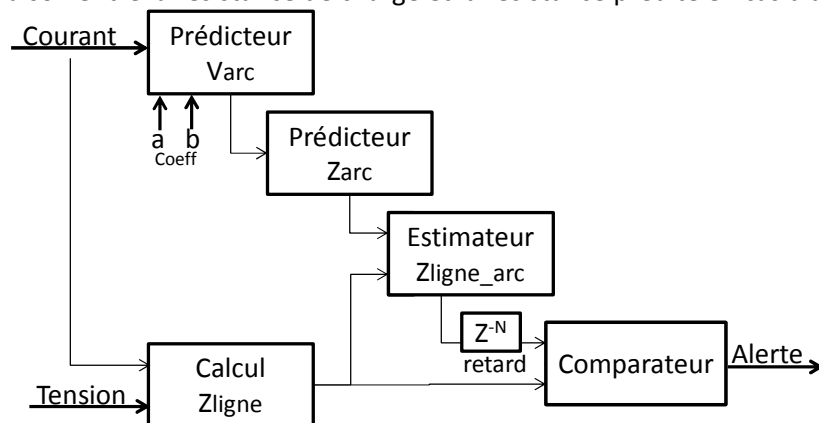 Courant
Prédicteur
Varc
a b
Coeff
Prédicteur
Zarc
Estimateur
Zligne_arc
Z-N
retard
Calcul
Zligne
Tension
Comparateur
Alerte